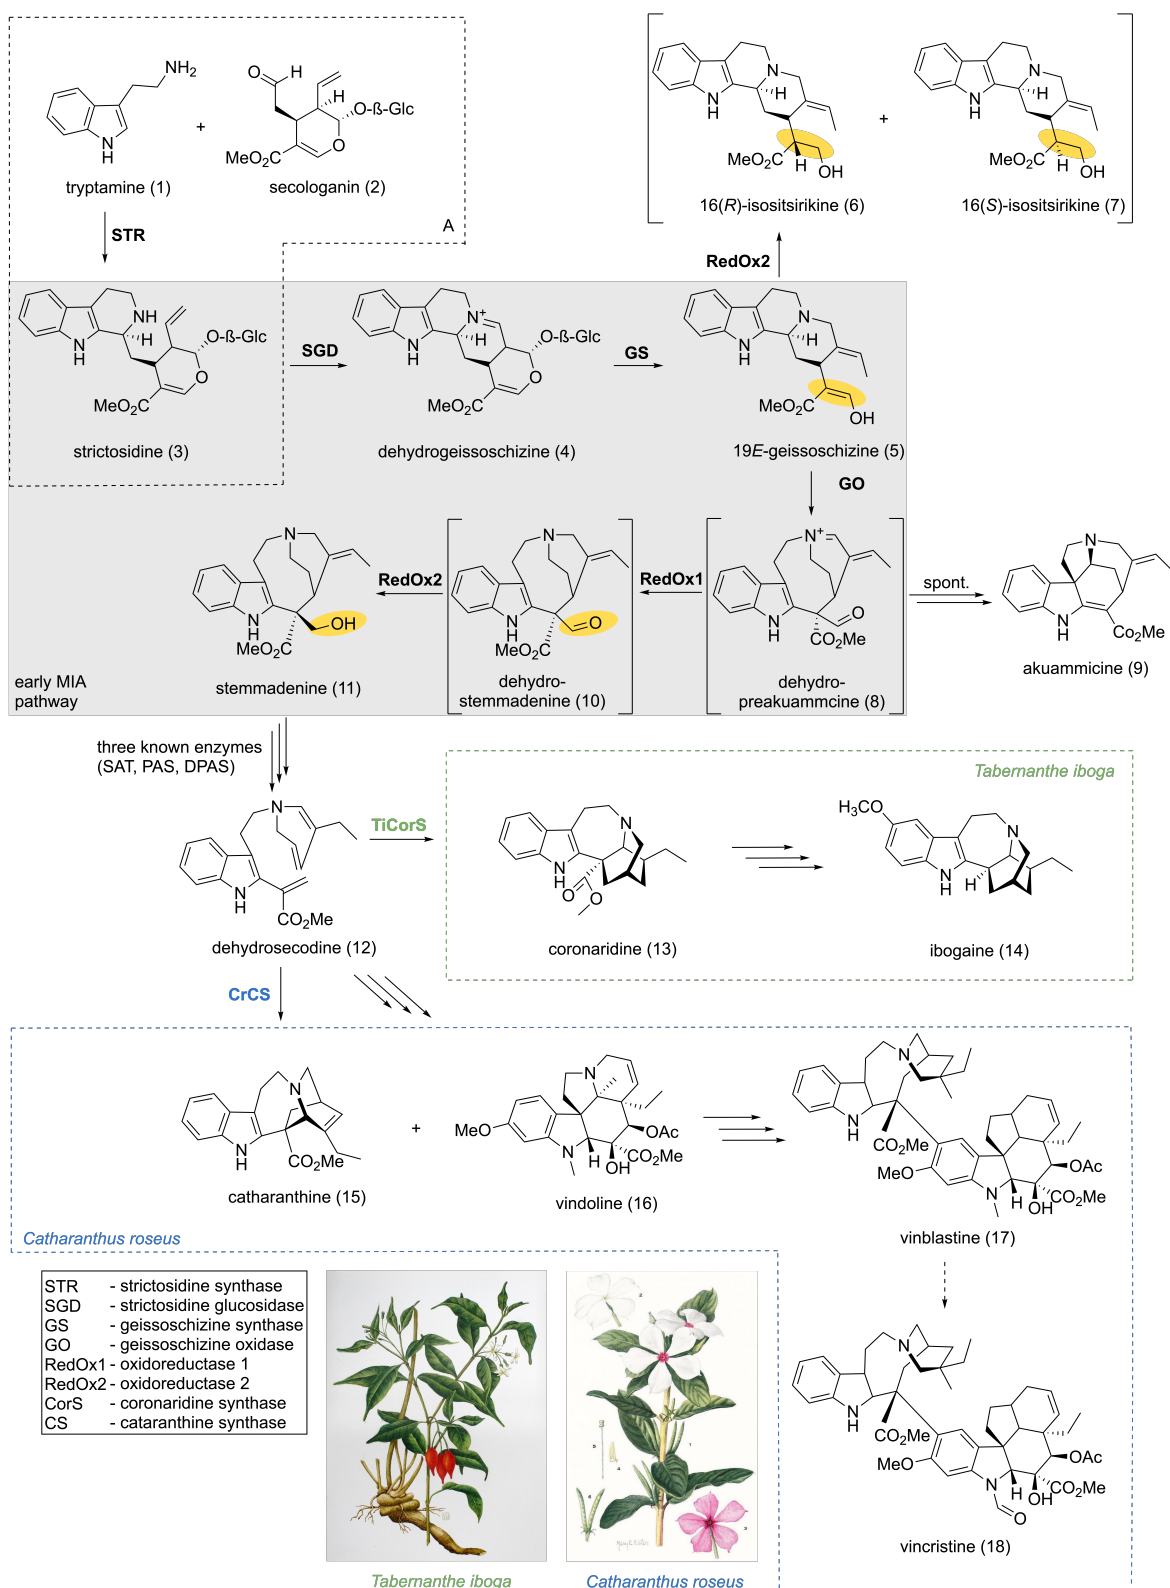 NH2
O
H
H
O-ß-Glc
N
H
MeO2C
O
+
tryptamine (1)
secologanin (2)
STR
A
N
N
H
NH
H
MeO2C
H
OH
16(R)-isositsirikine (6)
+
N
N
H
H
MeO2C
H
OH
16(S)-isositsirikine (7)
RedOx2
NH
N
H
H
O-ß-Glc
O
MeO2C
strictosidine (3)
SGD
N+
N
H
H
O-ß-Glc
O
MeO2C
dehydrogeissoschizine (4)
GS
N
N
H
H
MeO2C
OH
19E-geissoschizine (5)
GO
N
N
H
OH
MeO2C
stemmadenine (11)
RedOx2
N
N
H
O
MeO2C
dehydro-
stemmadenine (10)
RedOx1
N+
N
H
O
CO2Me
dehydro-
preakuammcine (8)
spont.
N
N
H
Co2Me
akuammicine (9)
early MIA
pathway
three known enzymes
(SAT, PAS, DPAS)
N
N
H
CO2Me
dehydrosecodine (12)
TiCorS
Tabernanthe iboga
N
N
H
O
O
coronaridine (13)
H3CO
N
N
H
H
ibogaine (14)
CrCS
N
N
H
CO2Me
catharanthine (15)
+
N
MeO
N
H
OAc
CO2Me
OH
vindoline (16)
N
N
H
CO2Me
MeO
N
H
OAc
CO2Me
OH
vinblastine (17)
Catharanthus roseus
N
N
H
CO2Me
MeO
N
H
OAc
CO2Me
OH
O
vincristine (18)
STR - strictosidine synthase
SGD - strictosidine glucosidase
GS - geissoschizine synthase
GO - geissoschizine oxidase
RedOx1 - oxidoreductase 1
RedOx2 - oxidoreductase 2
CorS - coronaridine synthase
CS - cataranthine synthase
Tabernanthe iboga
Catharanthus roseus